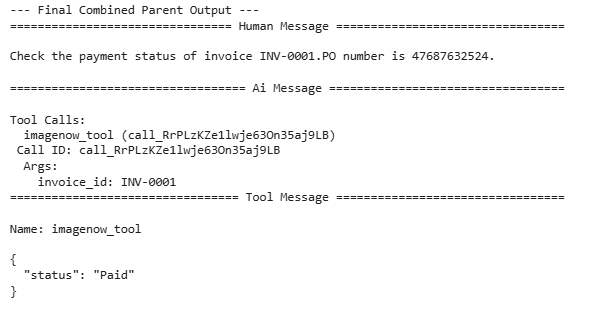 --- Final Combined Parent Output ---
================================ Human Message =================================
Check the payment status of invoice INV-0001.PO number is 47687632524.
================================== Ai Message ==================================
Tool Calls:
imagenow_tool (call_RrPLzKZe1lwje63On35aj9LB)
Call ID: call_RrPLzKZe1lwje63On35aj9LB
Args:
invoice_id: INV-0001
================================= Tool Message =================================
Name: imagenow_tool
{
"status": "Paid"
}